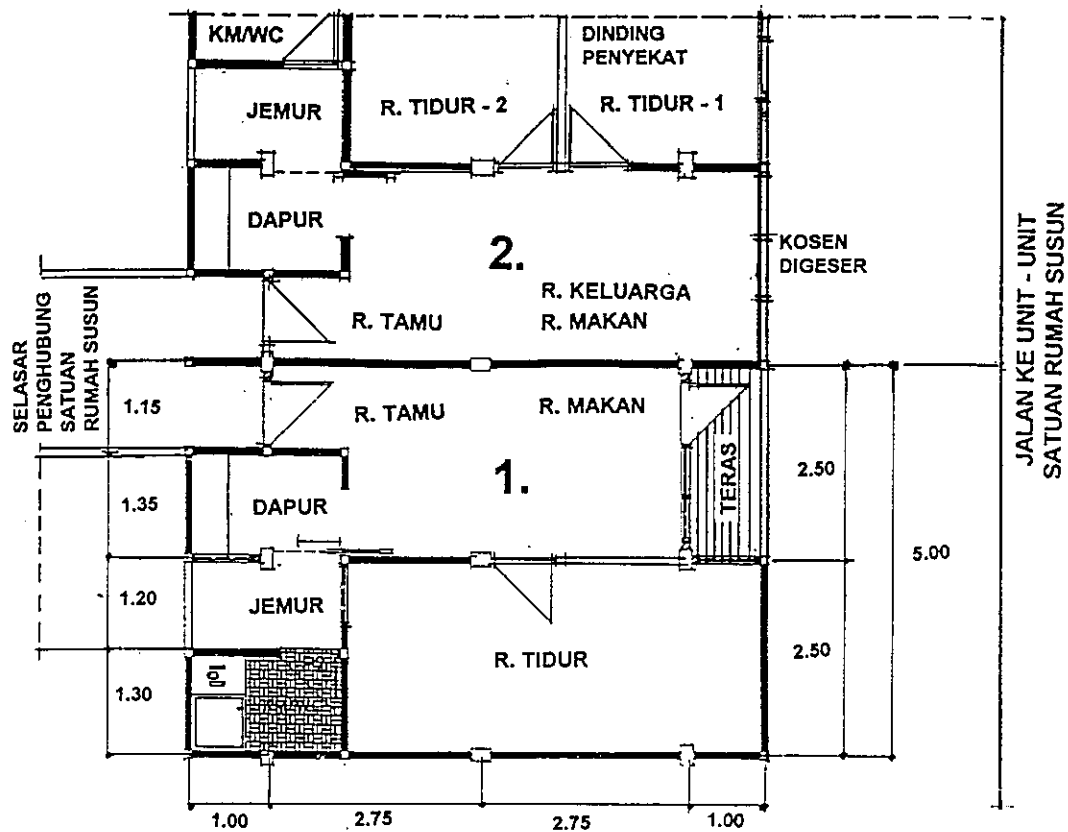 KM/WC
DINDING
PENYEKAT
JEMUR
R. TIDUR - 2
R. TIDUR - 1
DAPUR
2.
KOSEN
DIGESER
R. KELUARGA
R. TAMU
R. MAKAN
SELASAR
PENGHUBUNG
SATUAN
RUMAH SUSUN
JALAN KE UNIT - UNIT
SATUAN RUMAH SUSUN
1.15
R. TAMU
R. MAKAN
TERAS
2.50
1.35
DAPUR
1.
5.00
1.20
JEMUR
R. TIDUR
2.50
1.30
1.00
2.75
2.75
1.00